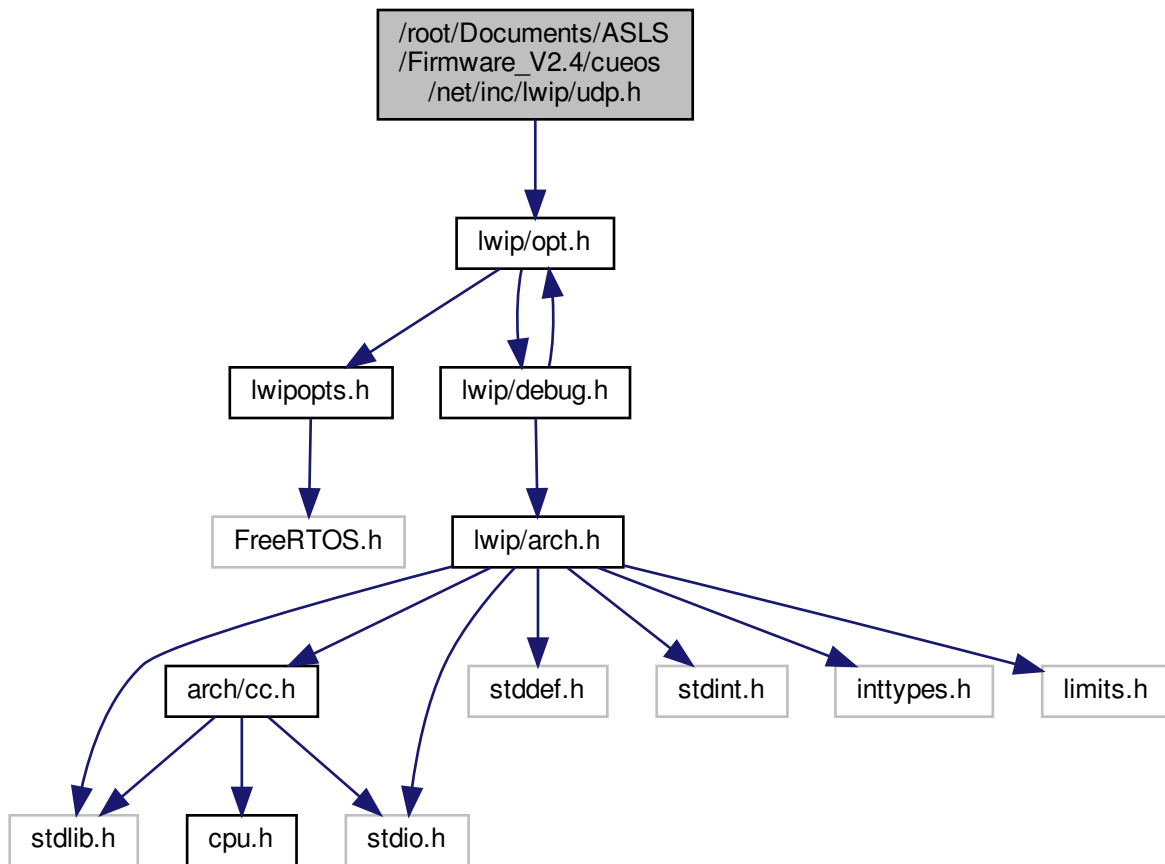 /root/Documents/ASLS
/Firmware_V2.4/cueos
/net/inc/lwip/udp.h
lwip/opt.h
lwipopts.h
lwip/debug.h
FreeRTOS.h
lwip/arch.h
arch/cc.h
stddef.h
stdint.h
inttypes.h
limits.h
stdlib.h
cpu.h
stdio.h